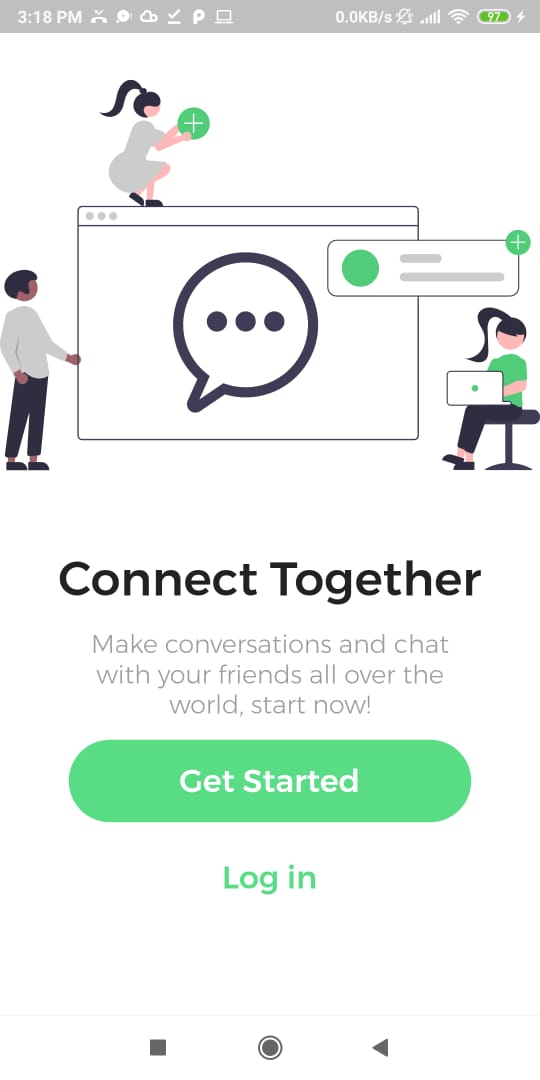 3:18 PM
0.0KB/s
97
Connect Together
Make conversations and chat
with your friends all over the
world, start now!
Get Started
Log in